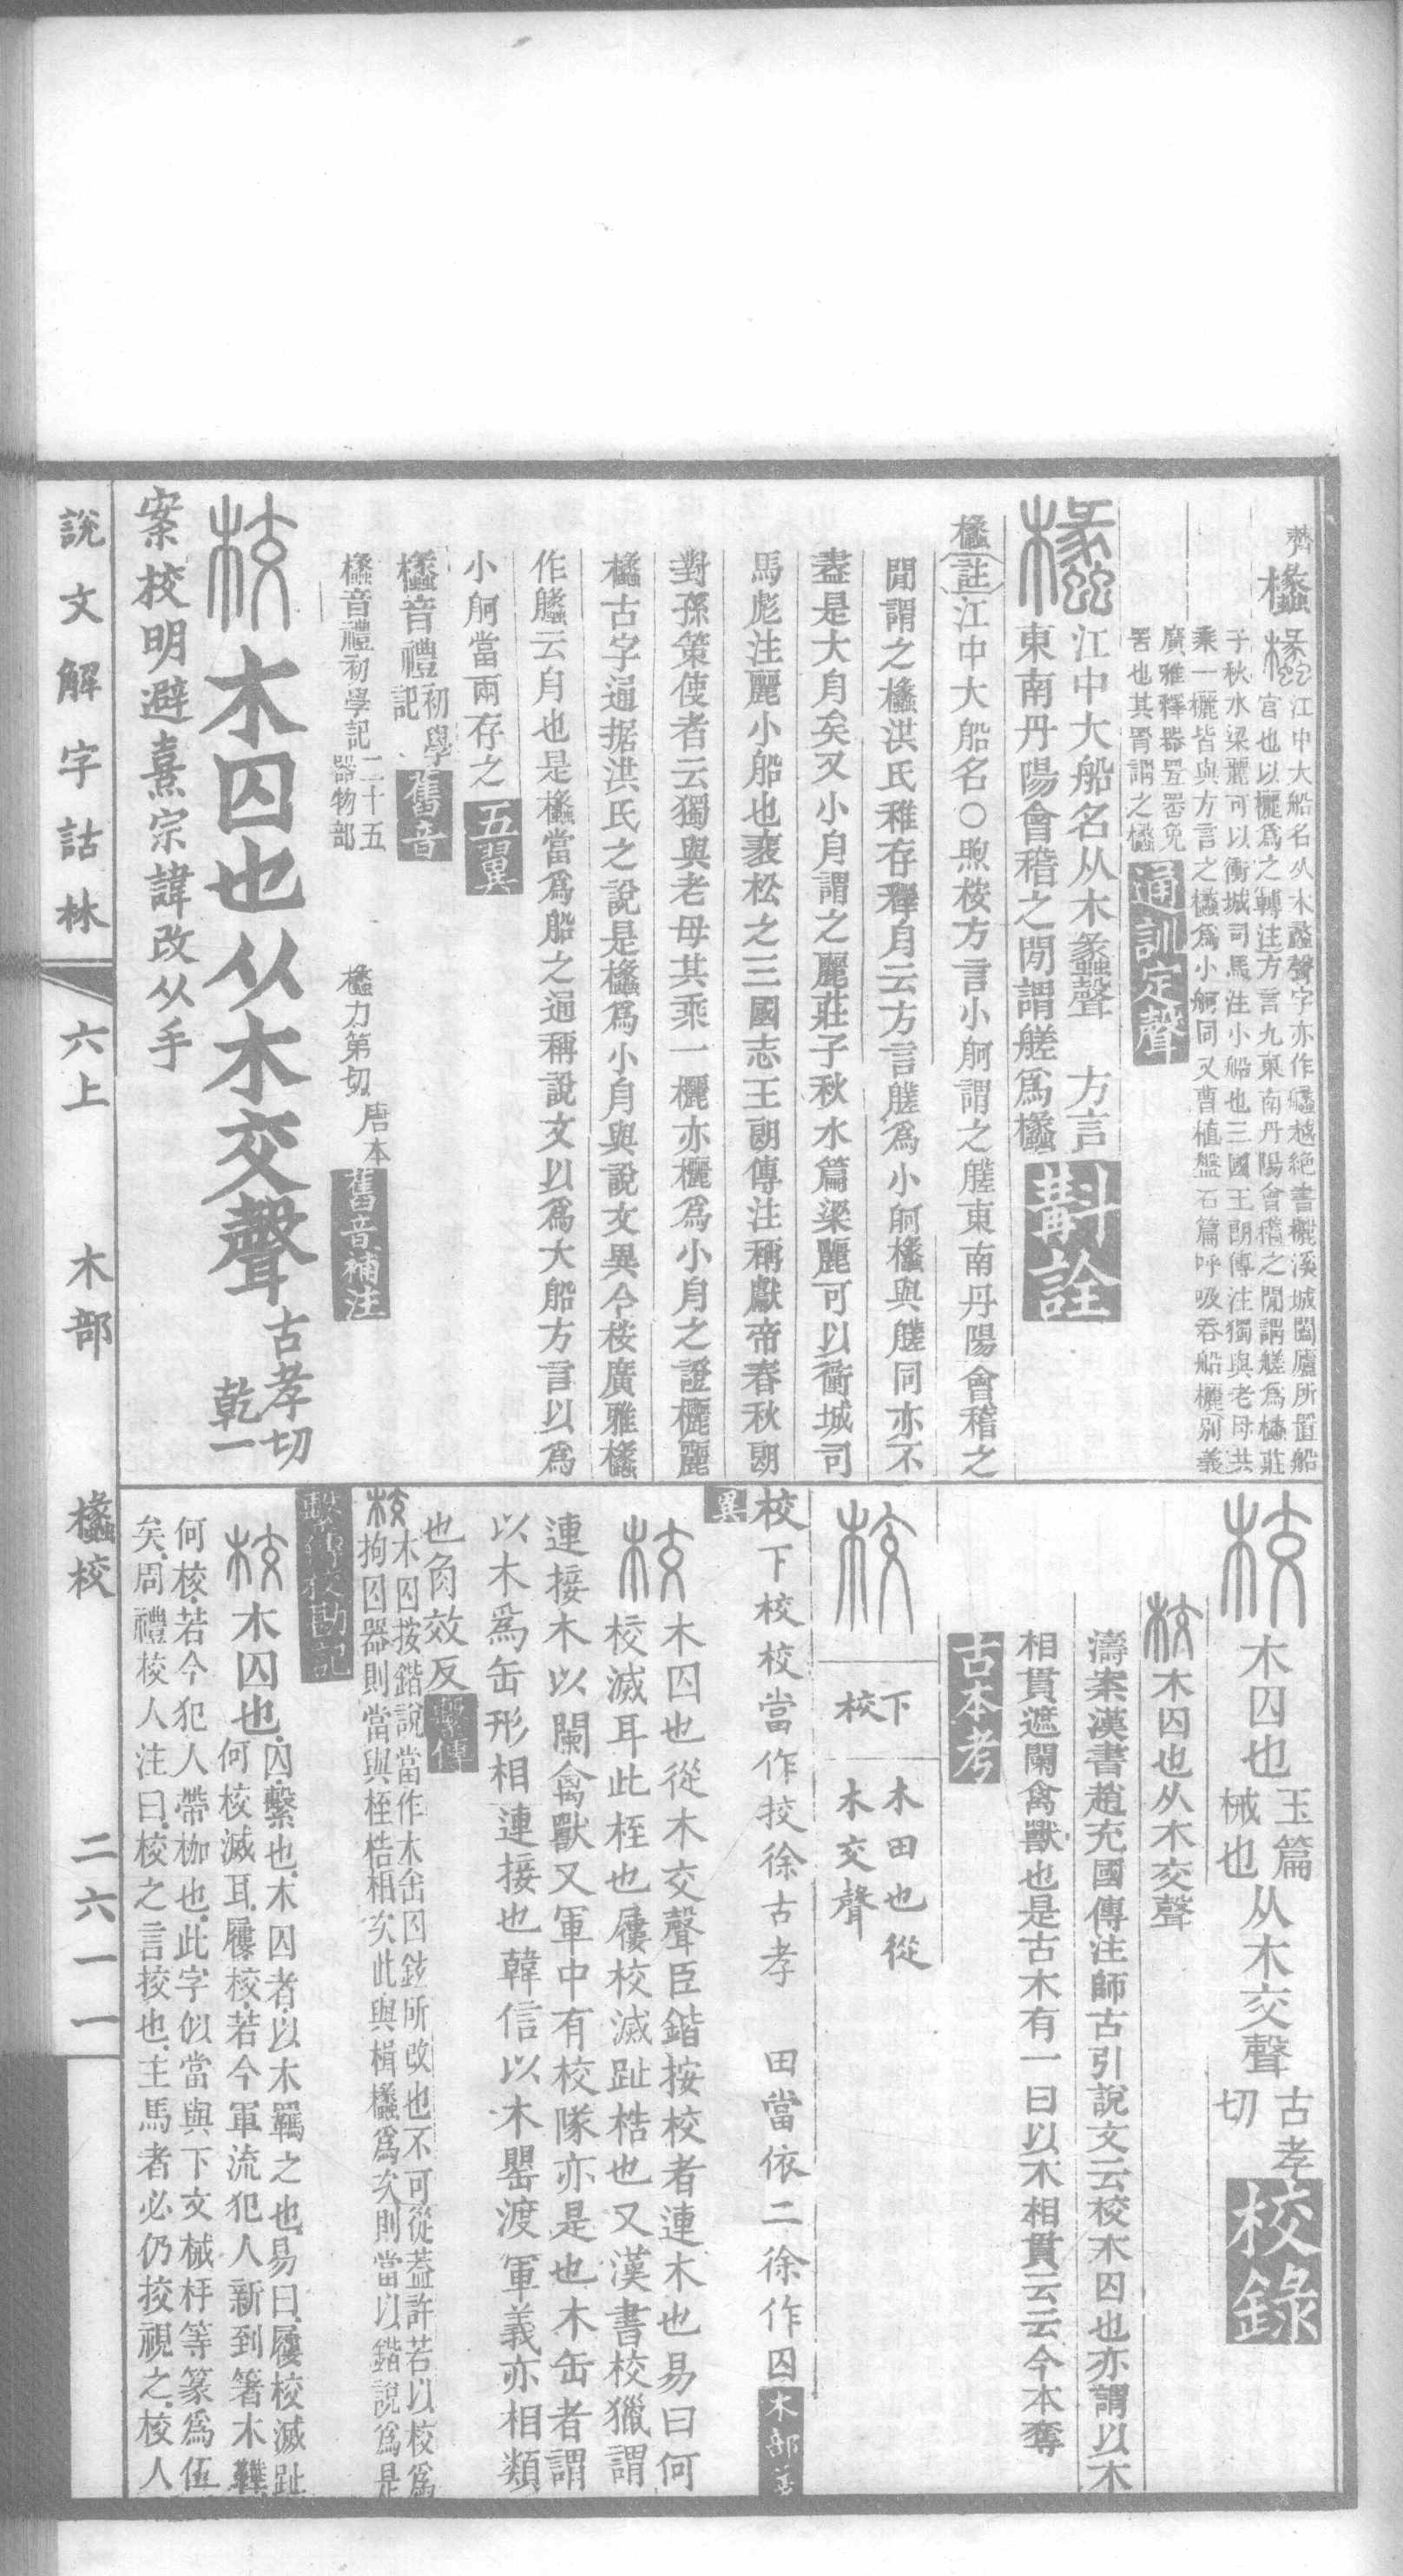 欚
江中大船名从木蠡聲字亦作㰚越絕書欐溪城闔廬所置船
宮也以欐爲之轉注方言九東南丹陽會稽之閒謂艖爲欚莊
子秋水梁麗可以衝城司馬注小船也三國王朗傳注獨與老母共
乘一欐皆與方言之欚爲小舸同又曹植盤石篇呼吸吞船欐別義
廣雅釋器罝罬兔
罟也其罥謂之欚
通訓定聲
江中大船名从木蠡聲 方言
東南丹陽會稽之閒謂艖爲欚
斠詮
欚註江中大船名○煦桉方言小舸謂之艖東南丹陽會稽之
閒謂之欚洪氏稚存釋舟云方言艖爲小舸欚與艖同亦不
盡是大舟矣又小舟謂之麗莊子秋水篇梁麗可以衝城司
馬彪注麗小船也裴松之三國志王朗傳注稱獻帝春秋朗
對孫策使者云獨與老母其乘一欐亦欐爲小舟之證欐麗
欚古字通据洪氏之說是欚爲小舟與說文異今桉廣雅欚
作艬云舟也是欚當爲船之通稱說文以爲大船方言以爲
小舸當兩存之
五翼
欚音禮初學記
舊音
欚音禮初學記二十五器物部
欚力第切唐本
舊音補注
校木囚也从木交聲古孝切
乾一
案校明避熹宗諱改从手
校木囚也玉篇械也从木交聲古孝切
校錄
校木囚也从木交聲
濤案漢書趙充國傳注師古引說文云校木囚也亦謂以木
相貫遮闌禽獸也是古木有一曰以木相貫云云今本奪
古本考
校
下校
木田也從木交聲
校下校校當作挍徐古孝 田當依二徐作囚
木部箋異
校木囚也從木交聲臣鍇按校者連木也易曰何
校滅耳此桎也屨校滅趾梏也又漢書校獵謂
連接木以闌禽獸又軍中有校隊亦是也木缶者謂
以木爲缶形相連接也韓信以木罌渡軍義亦相類
也肴效反
繫傳
校木囚按鍇說當作木缶囚鉉所改也不可從蓋許若以校爲
拘囚器則當與桎梏相次此與楫欚爲次則當以鍇說爲是
繫傳校勘記
校木囚也囚繫也木囚者以木羈之也易曰屨校滅趾
何校滅耳屨校若今軍流犯人新到箸木鞾
何校若今犯人帶枷也此字似當與下文械杽等篆爲伍
矣周禮校人注曰校之言挍也主馬者必仍挍視之校人
說文解字詁林
六上
木部
欚校
二六一一